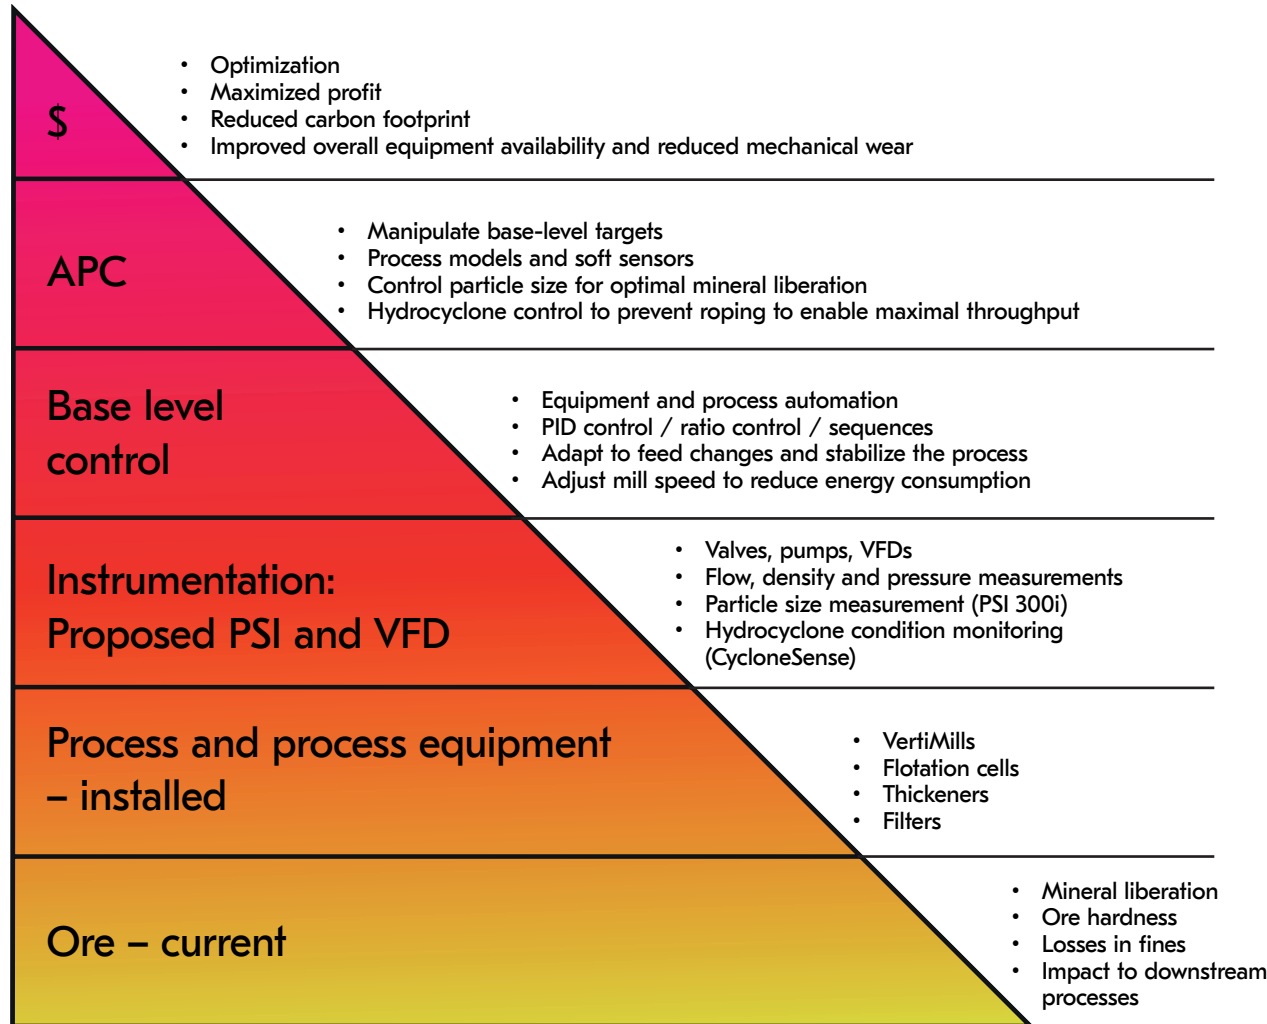 $
• Optimization
• Maximized profit
• Reduced carbon footprint
• Improved overall equipment availability and reduced mechanical wear
APC
• Manipulate base-level targets
• Process models and soft sensors
• Control particle size for optimal mineral liberation
• Hydrocyclone control to prevent roping to enable maximal throughput
Base level
control
• Equipment and process automation
• PID control / ratio control / sequences
• Adapt to feed changes and stabilize the process
• Adjust mill speed to reduce energy consumption
Instrumentation:
Proposed PSI and VFD
• Valves, pumps, VFDs
• Flow, density and pressure measurements
• Particle size measurement (PSI 300i)
• Hydrocyclone condition monitoring
(CycloneSense)
Process and process equipment
– installed
• VertiMills
• Flotation cells
• Thickeners
• Filters
Ore – current
• Mineral liberation
• Ore hardness
• Losses in fines
• Impact to downstream
processes